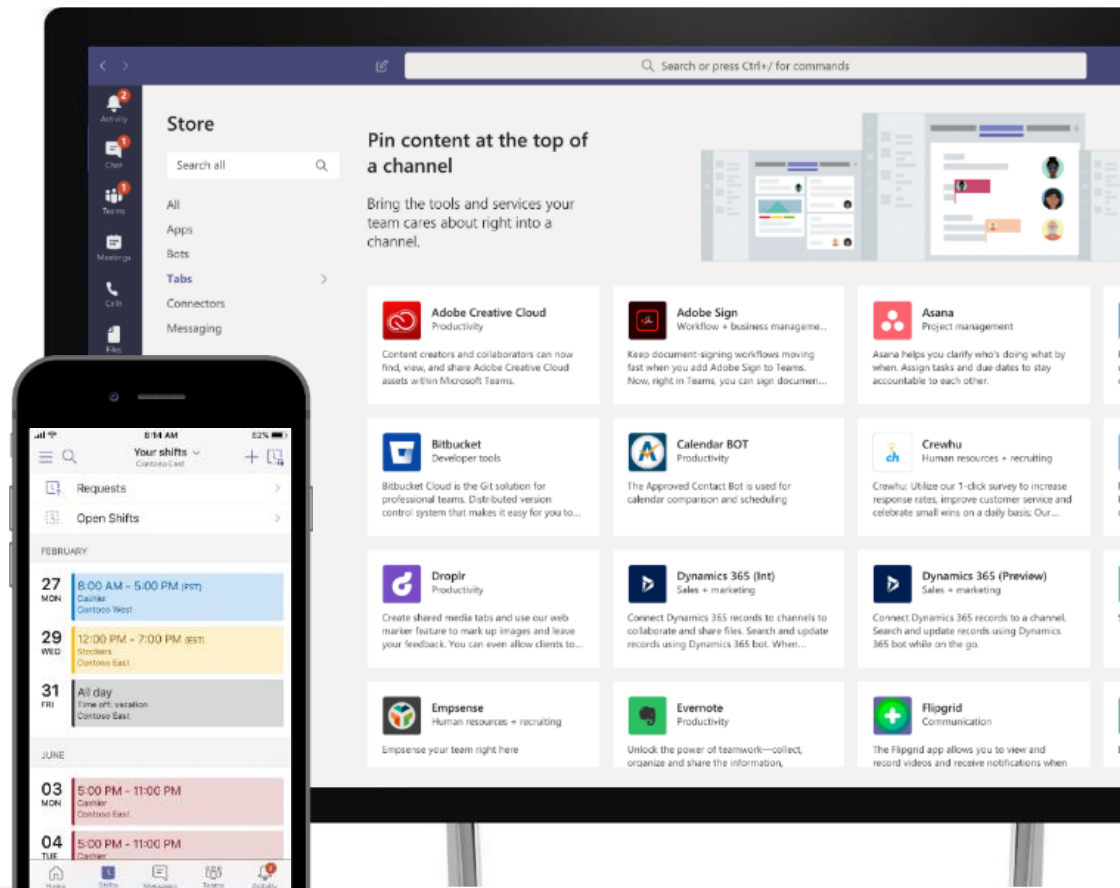 Search or press Ctrl+/ for commands
2
Activity
1
Chat
1
Teams
Meetings
Calls
Files
Store
Search all
All
Apps
Bots
Tabs
Connectors
Messaging
Pin content at the top of
a channel
Bring the tools and services your
team cares about right into a
channel.
Adobe Creative Cloud
Productivity
Content creators and collaborators can now
find, view, and share Adobe Creative Cloud
assets within Microsoft Teams.
Adobe Sign
Workflow + business manageme...
Keep document-signing workflows moving
fast when you add Adobe Sign to Teams.
Now, right in Teams, you can sign documen...
Asana
Project management
Asana helps you clarify who's doing what by
when. Assign tasks and due dates to stay
accountable to each other.
Bitbucket
Developer tools
Bitbucket Cloud is the Git solution for
professional teams. Distributed version
control system that makes it easy for you to...
Calendar BOT
Productivity
The Approved Contact Bot is used for
calendar comparison and scheduling
ch
Crewhu
Human resources + recruiting
Crewhu: Utilize our 1-click survey to increase
response rates, improve customer service and
celebrate small wins on a daily basis; Our...
Droplr
Productivity
Create shared media tabs and use our web
marker feature to mark up images and leave
your feedback. You can even allow clients to...
Dynamics 365 (Int)
Sales + marketing
Connect Dynamics 365 records to channels to
collaborate and share files. Search and update
records using Dynamics 365 bot. When...
Dynamics 365 (Preview)
Sales + marketing
Connect Dynamics 365 records to a channel.
Search and update records using Dynamics
365 bot while on the go.
Empsense
Human resources + recruiting
Empsense your team right here
Evernote
Productivity
Unlock the power of teamwork—collect,
organize and share the information,
Flipgrid
Communication
The Flipgrid app allows you to view and
record videos and receive notifications when
8:14 AM
82%
Your shifts
Contoso East
Requests
Open Shifts
FEBRUARY
27 MON
8:00 AM - 5:00 PM (PST)
Cashier
Contoso West
29 WED
12:00 PM - 7:00 PM (EST)
Stockers
Contoso East
31 FRI
All day
Time off: vacation
Contoso East
JUNE
03 MON
5:00 PM - 11:00 PM
Cashier
Contoso East
04 TUE
5:00 PM - 11:00 PM
Cashier
Home
Shifts
Messages
Teams
Activity